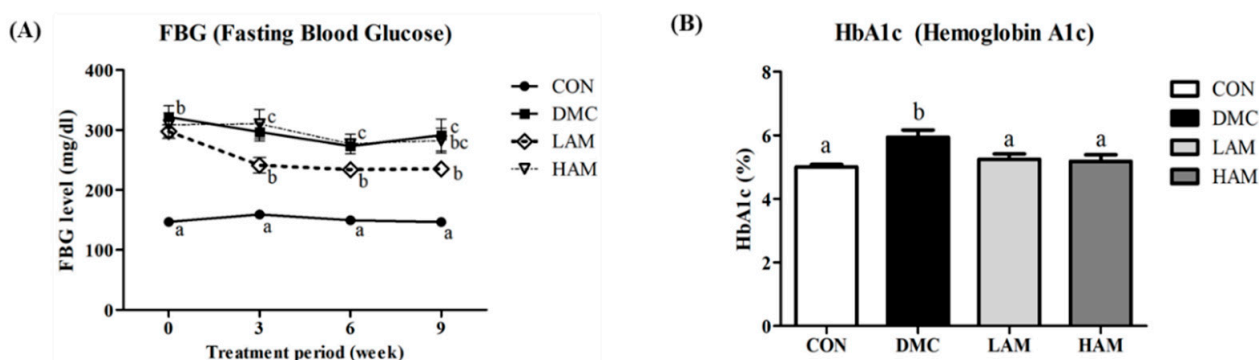 (A)
FBG (Fasting Blood Glucose)
FBG level (mg/dl)
400
300
200
100
0
b
c
c
c
bc
b
b
b
a
a
a
a
0 3 6 9
Treatment period (week)
CON
DMC
LAM
HAM
(B)
HbA1c (Hemoglobin A1c)
HbA1c (%)
8
6
4
2
0
a b a a
CON DMC LAM HAM
CON
DMC
LAM
HAM